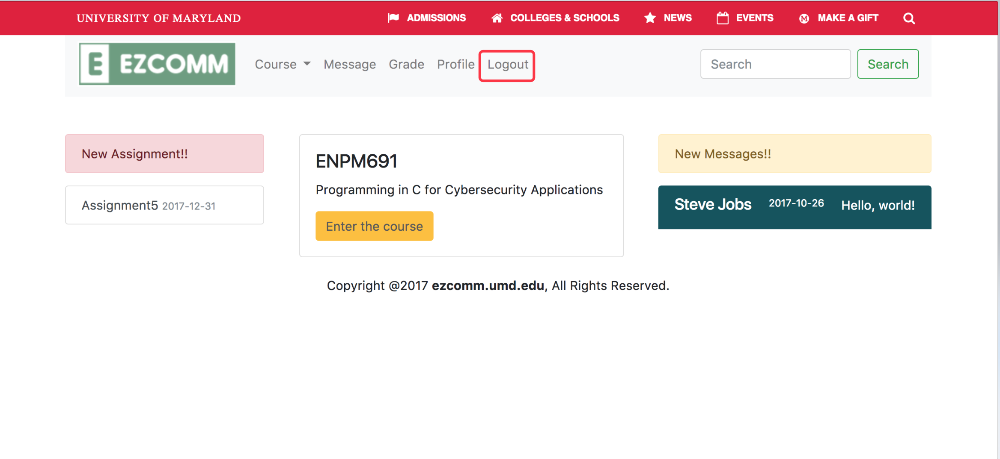 UNIVERSITY OF MARYLAND
ADMISSIONS
COLLEGES & SCHOOLS
NEWS
EVENTS
M
MAKE A GIFT
E EZCOMM
Course
Message
Grade
Profile
Logout
Search
Search
New Assignment!!
Assignment5 2017-12-31
ENPM691
Programming in C for Cybersecurity Applications
Enter the course
New Messages!!
Steve Jobs 2017-10-26 Hello, world!
Copyright @2017 ezcomm.umd.edu, All Rights Reserved.